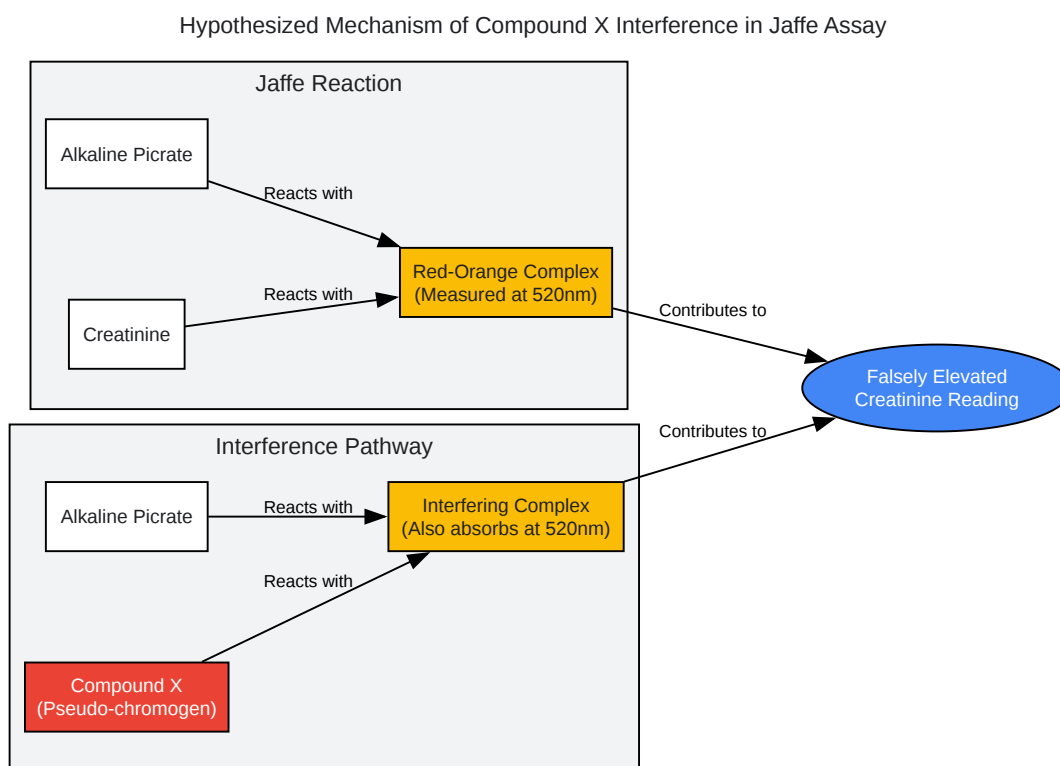 Hypothesized Mechanism of Compound X Interference in Jaffe Assay
Jaffe Reaction
Alkaline Picrate
Reacts with
Creatinine
Reacts with
Red-Orange Complex
(Measured at 520nm)
Contributes to
Falsely Elevated
Creatinine Reading
Interference Pathway
Alkaline Picrate
Reacts with
Interfering Complex
(Also absorbs at 520nm)
Contributes to
Reacts with
Compound X
(Pseudo-chromogen)